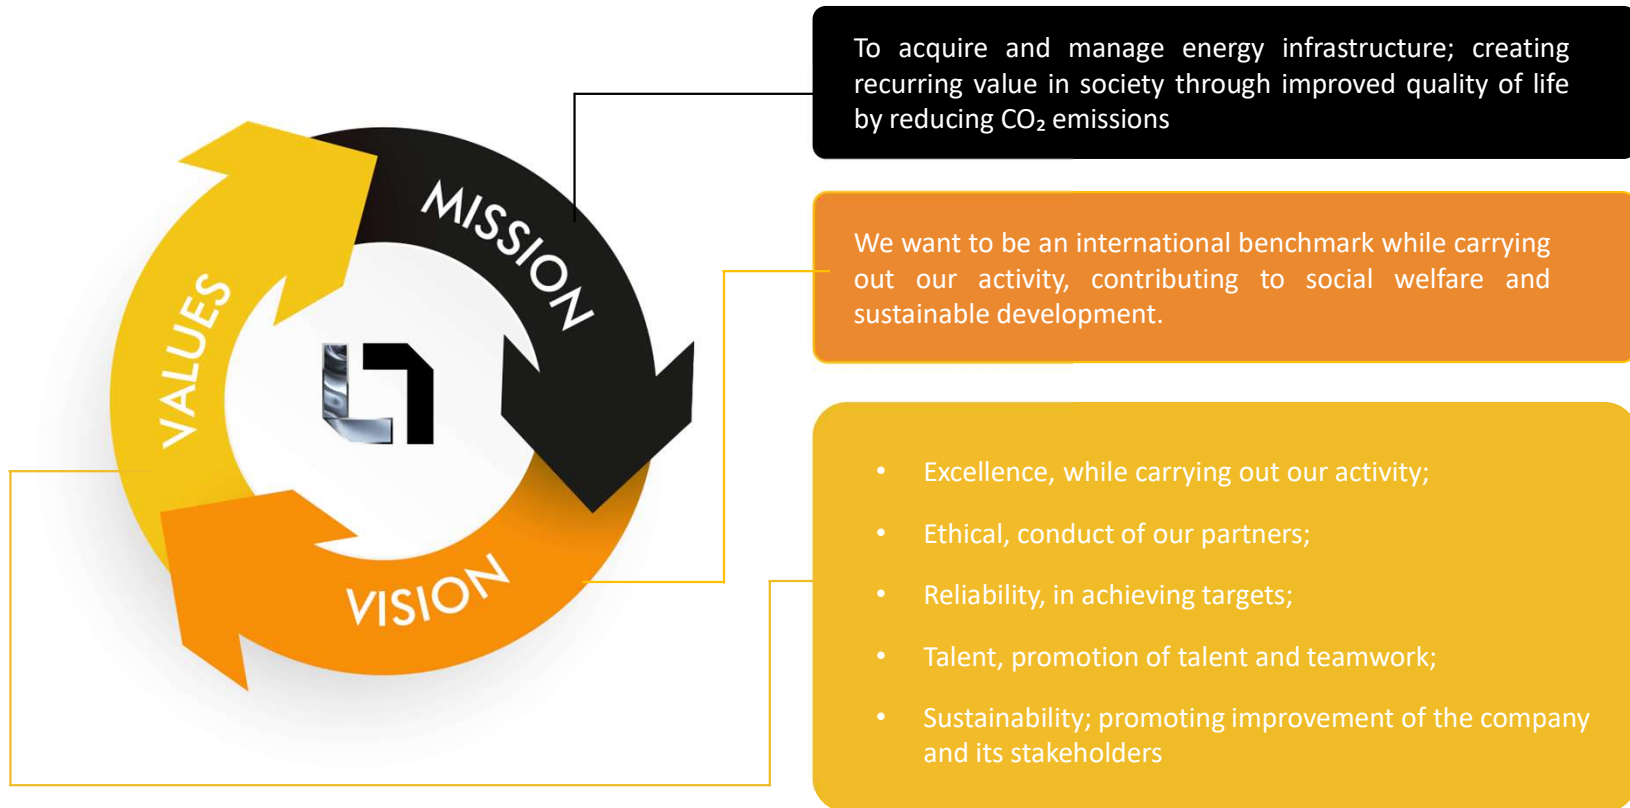 MISSION
VISION
VALUES
To acquire and manage energy infrastructure; creating
recurring value in society through improved quality of life
by reducing CO₂ emissions
We want to be an international benchmark while carrying
out our activity, contributing to social welfare and
sustainable development.
• Excellence, while carrying out our activity;
• Ethical, conduct of our partners;
• Reliability, in achieving targets;
• Talent, promotion of talent and teamwork;
• Sustainability; promoting improvement of the company
and its stakeholders